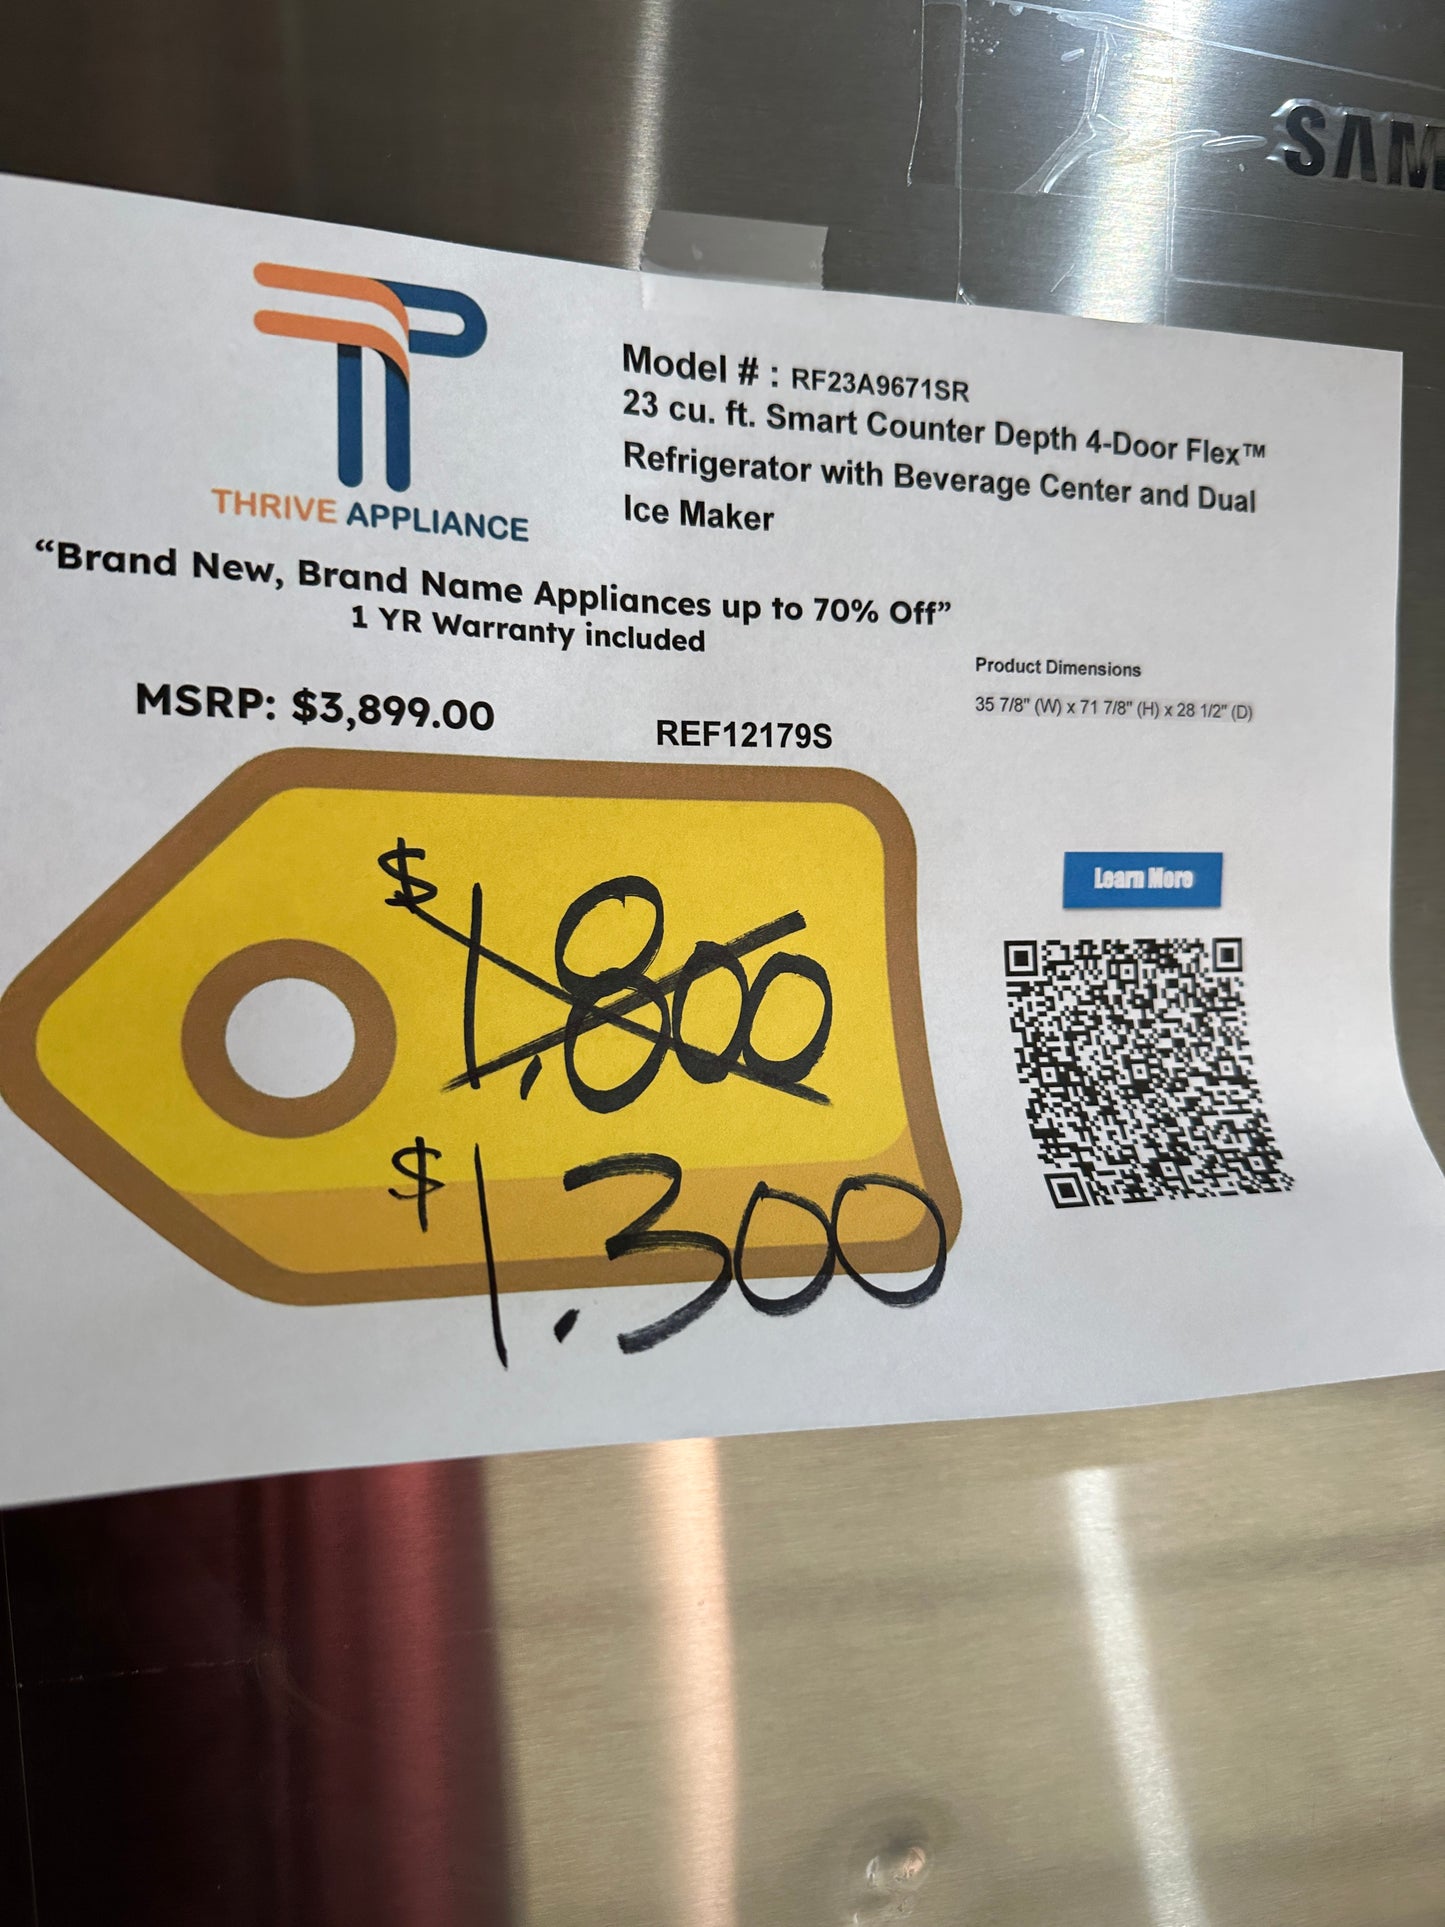 SAM
THRIVE APPLIANCE
Model # : RF23A9671SR
23 cu. ft. Smart Counter Depth 4-Door Flex™
Refrigerator with Beverage Center and Dual
Ice Maker
“Brand New, Brand Name Appliances up to 70% Off”
1 YR Warranty included
MSRP: $3,899.00
REF12179S
Product Dimensions
35 7/8" (W) x 71 7/8" (H) x 28 1/2" (D)
Learn More
$1,800
$1.300